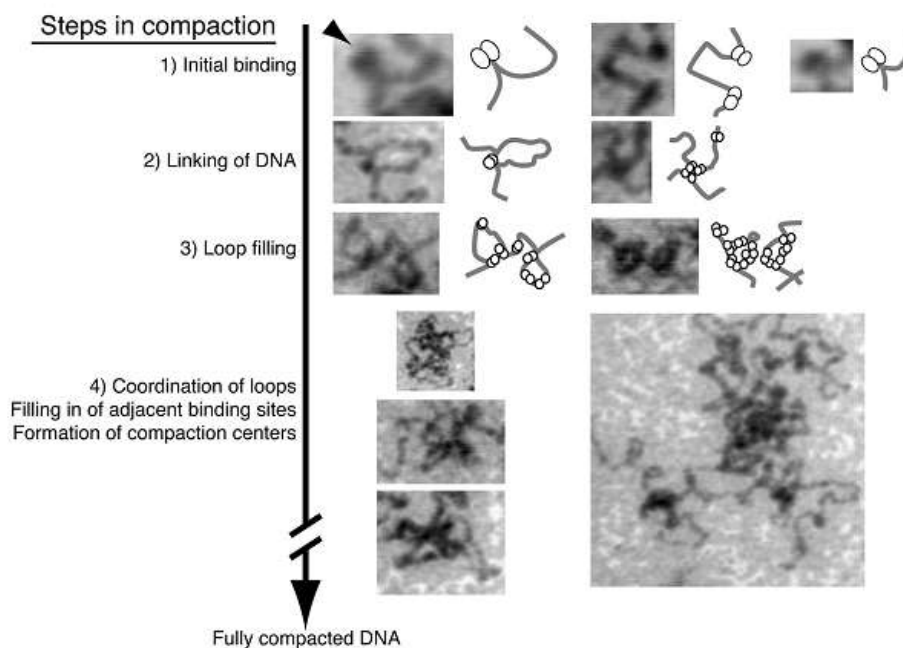 Steps in compaction
1) Initial binding
2) Linking of DNA
3) Loop filling
4) Coordination of loops
Filling in of adjacent binding sites
Formation of compaction centers
Fully compacted DNA